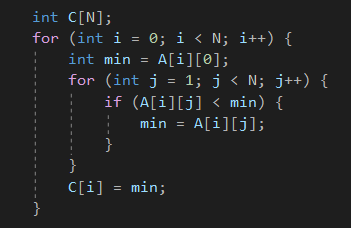 int C[N];
for (int i = 0; i < N; i++) {
    int min = A[i][0];
    for (int j = 1; j < N; j++) {
        if (A[i][j] < min) {
            min = A[i][j];
        }
    }
    C[i] = min;
}